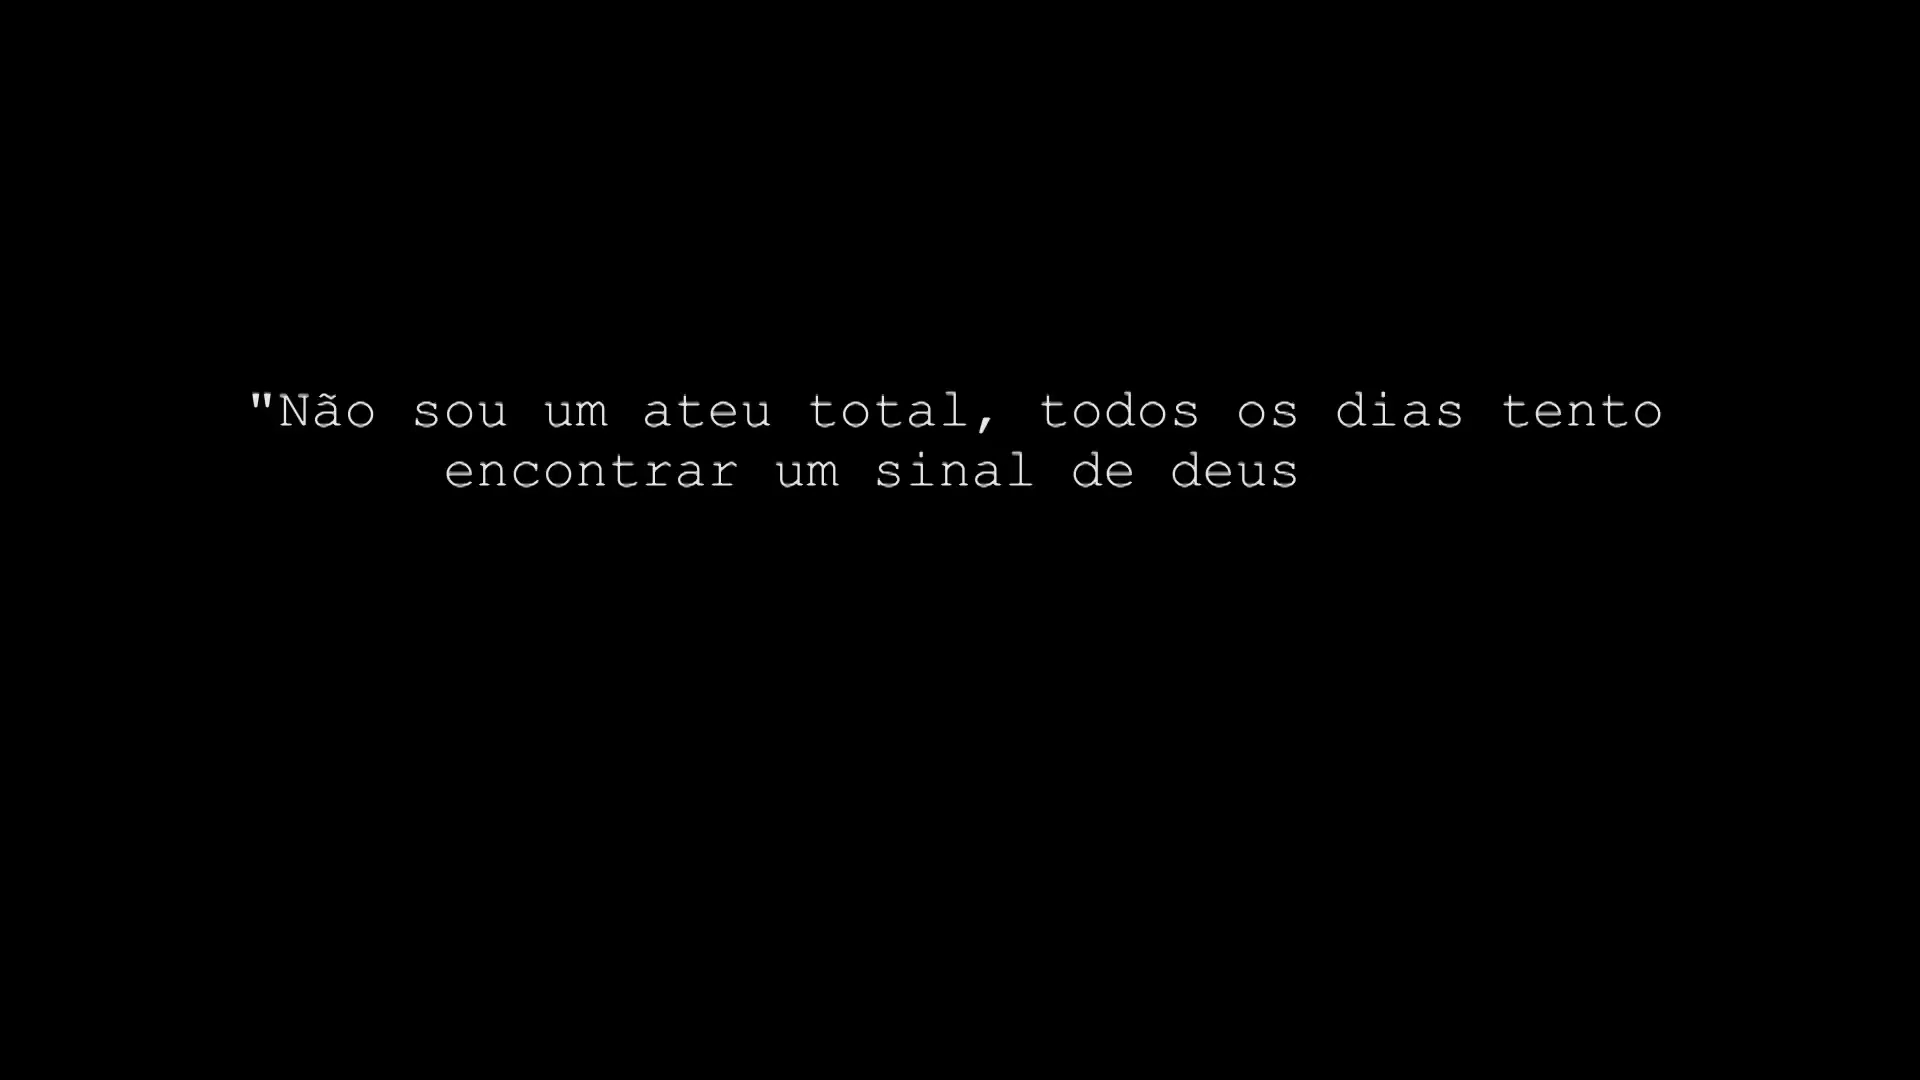 "Não sou um ateu total, todos os dias tento
encontrar um sinal de deus